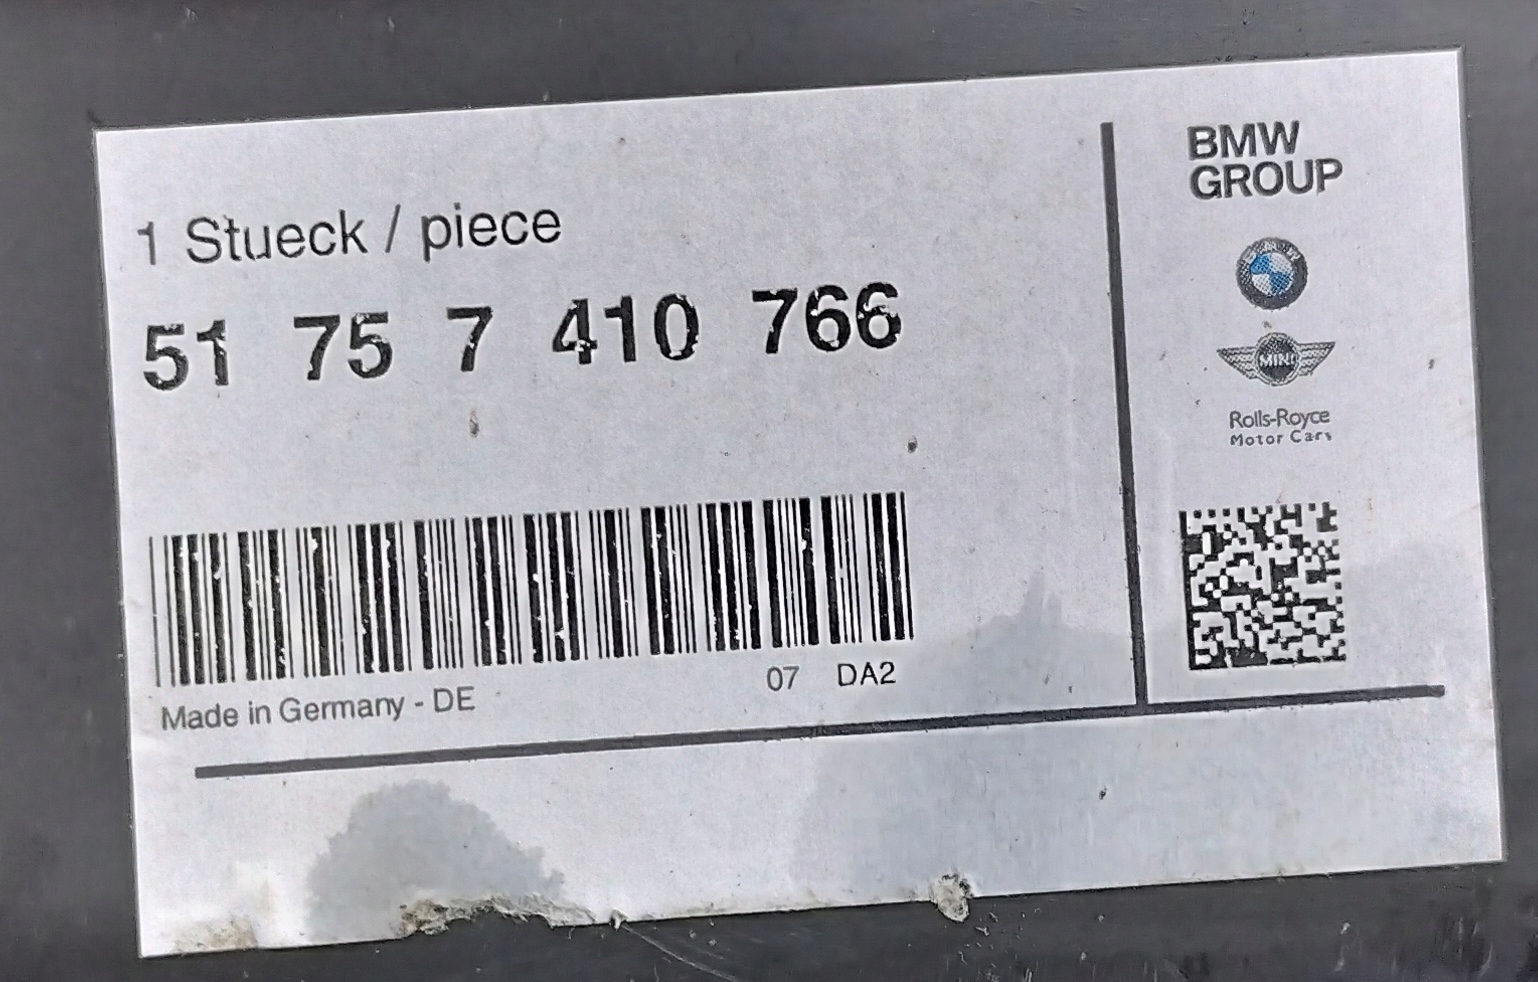 1 Stueck / piece
51 75 7 410 766
Made in Germany - DE
07 DA2
BMW
GROUP
BMW
MINI
Rolls-Royce
Motor Cars